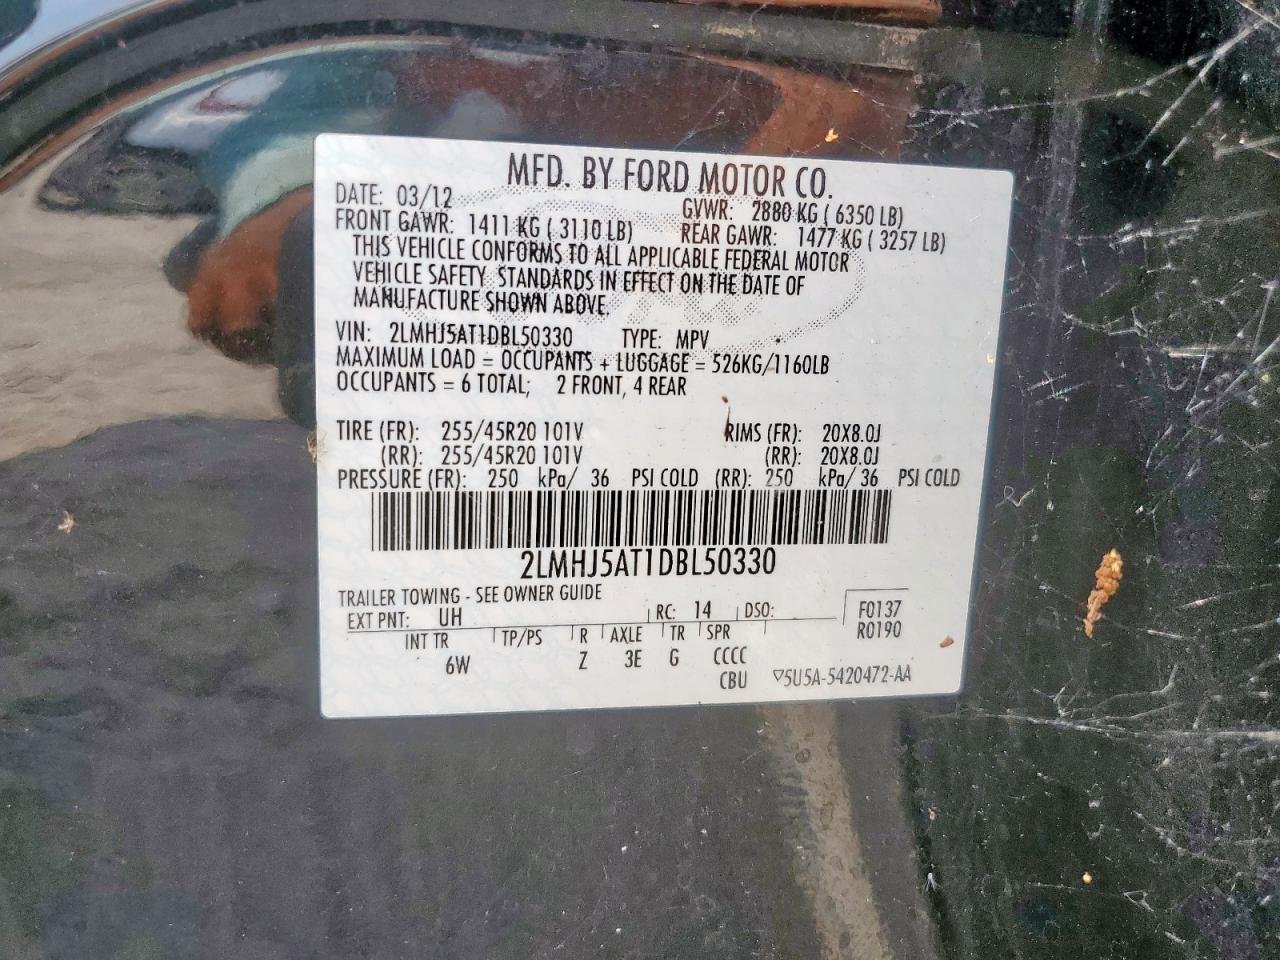 MFD. BY FORD MOTOR CO.
DATE: 03/12 GVWR: 2880 KG ( 6350 LB)
FRONT GAWR: 1411 KG ( 3110 LB) REAR GAWR: 1477 KG ( 3257 LB)
THIS VEHICLE CONFORMS TO ALL APPLICABLE FEDERAL MOTOR
VEHICLE SAFETY STANDARDS IN EFFECT ON THE DATE OF
MANUFACTURE SHOWN ABOVE.
VIN: 2LMHJ5AT1DBL50330 TYPE: MPV
MAXIMUM LOAD = OCCUPANTS + LUGGAGE = 526KG/1160LB
OCCUPANTS = 6 TOTAL; 2 FRONT, 4 REAR
TIRE (FR): 255/45R20 101V RIMS (FR): 20X8.0J
(RR): 255/45R20 101V (RR): 20X8.0J
PRESSURE (FR): 250 kPa/ 36 PSI COLD (RR): 250 kPa/ 36 PSI COLD
2LMHJ5AT1DBL50330
TRAILER TOWING - SEE OWNER GUIDE
EXT PNT: UH RC: 14 DSO: F0137
R0190
INT TR TP/PS R AXLE TR SPR
6W Z 3E G CCCC
CBU ▽5U5A-5420472-AA